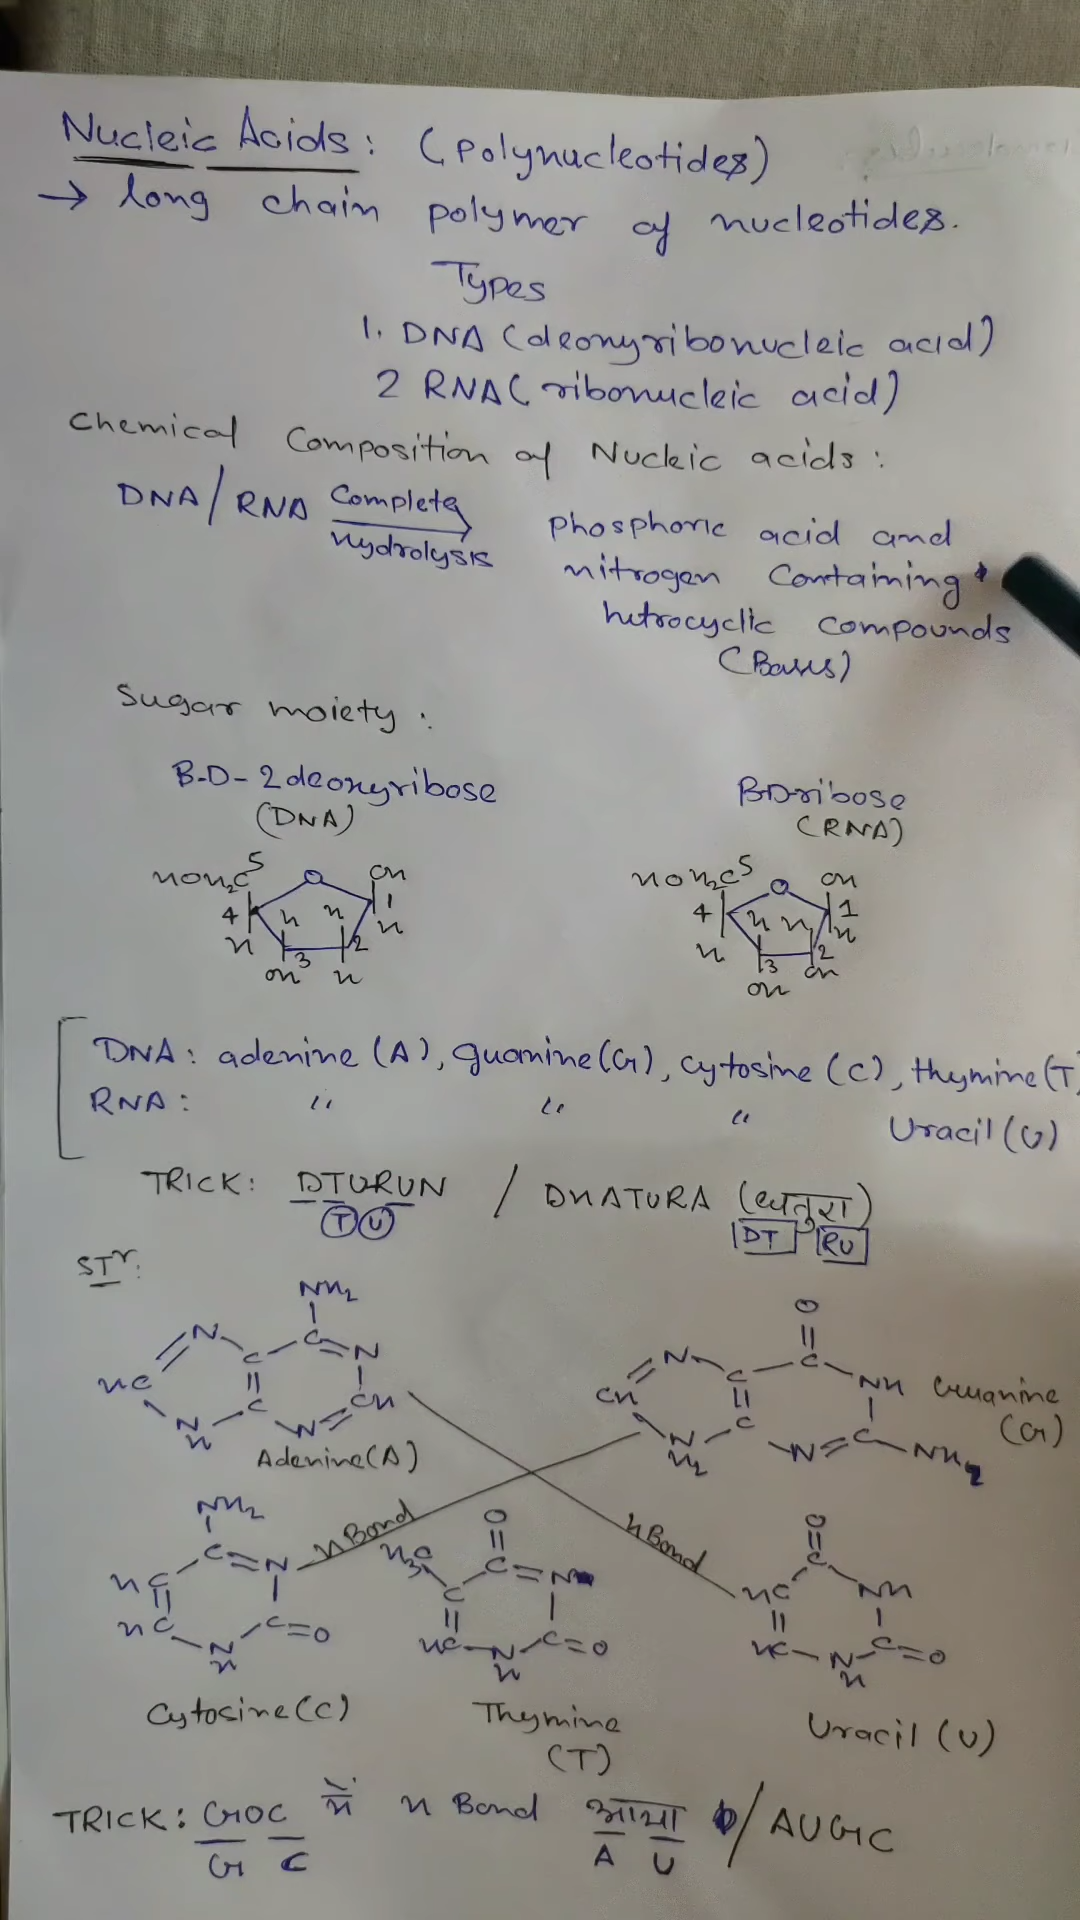 Nucleic Acids: (polynucleotides)
→ long chain polymer of nucleotides.
Types
1. DNA (deoxyribonucleic acid)
2 RNA (ribonucleic acid)
Chemical Composition of Nucleic acids:
DNA/RNA Complete Hydrolysis → Phosphoric acid and
nitrogen Containing
hetrocyclic compounds
(Bases)
Sugar moiety:
B-D-2deoxyribose B-D ribose
(DNA) (RNA)
HOH₂C 5 O OH HOH₂C 5 O OH
4 H H 1 4 H H 1
H 3 2 H H 3 2 H
OH H OH OH
DNA: adenine (A), guanine (G), cytosine (C), thymine (T
RNA: " " " Uracil (U)
TRICK: DTURUN / DHATURA (धतुरा)
T U DT RU
STr:
NH₂ O
N C N N C NH Guanine
HC C CH CH C C (G)
N C N N C N NH₂
H H₂
Adenine (A)
NH₂ H Bond O H Bond O
C N H₃C C N C
HC HC NH
HC C=O HC N C=O HC N C=O
N H H
H
Cytosine (C) Thymine Uracil (U)
(T)
TRICK: GOC में H Bond आया / AUGC
G C A U